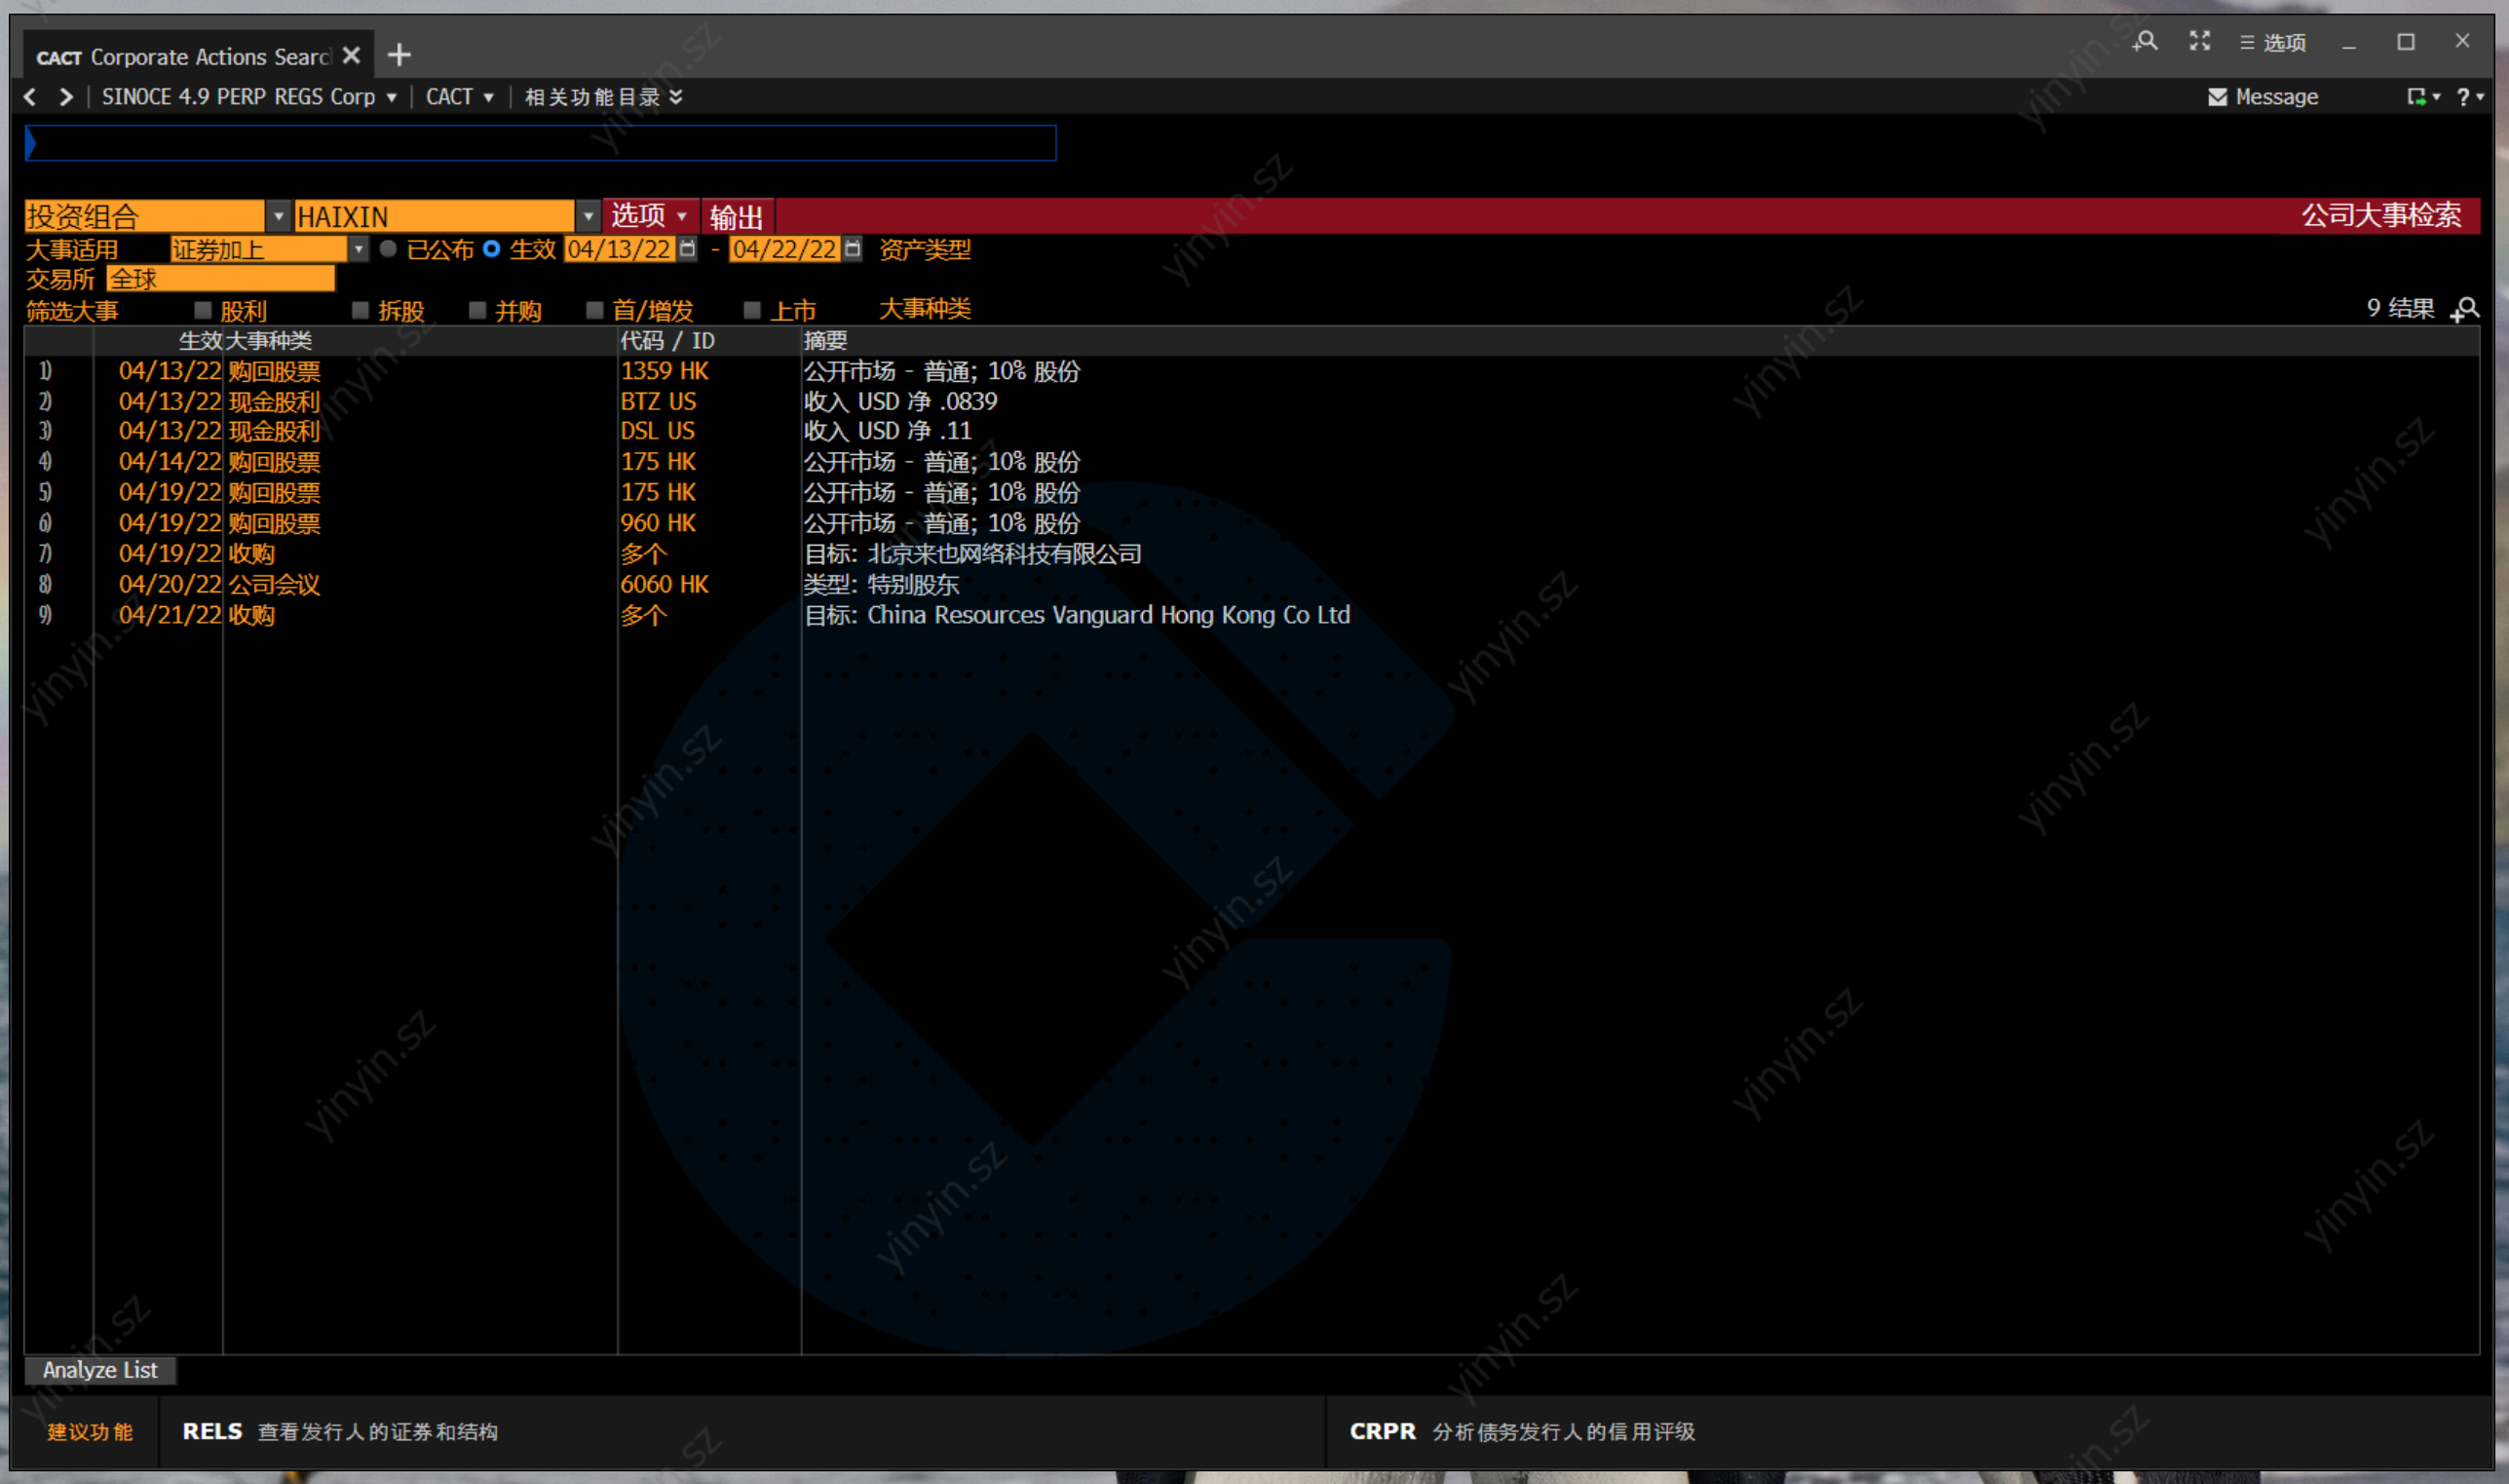 CACT Corporate Actions Searc
选项
SINOCE 4.9 PERP REGS Corp CACT 相关功能目录 Message ?
投资组合 HAIXIN 选项 输出 公司大事检索
大事适用 证券加上 已公布 生效 04/13/22 - 04/22/22 资产类型
交易所 全球
筛选大事 股利 拆股 并购 首/增发 上市 大事种类 9 结果
生效 大事种类 代码 / ID 摘要
1) 04/13/22 购回股票 1359 HK 公开市场 - 普通; 10% 股份
2) 04/13/22 现金股利 BTZ US 收入 USD 净 .0839
3) 04/13/22 现金股利 DSL US 收入 USD 净 .11
4) 04/14/22 购回股票 175 HK 公开市场 - 普通; 10% 股份
5) 04/19/22 购回股票 175 HK 公开市场 - 普通; 10% 股份
6) 04/19/22 购回股票 960 HK 公开市场 - 普通; 10% 股份
7) 04/19/22 收购 多个 目标: 北京来也网络科技有限公司
8) 04/20/22 公司会议 6060 HK 类型: 特别股东
9) 04/21/22 收购 多个 目标: China Resources Vanguard Hong Kong Co Ltd
Analyze List
建议功能 RELS 查看发行人的证券和结构 CRPR 分析债务发行人的信用评级
yinyin.sz